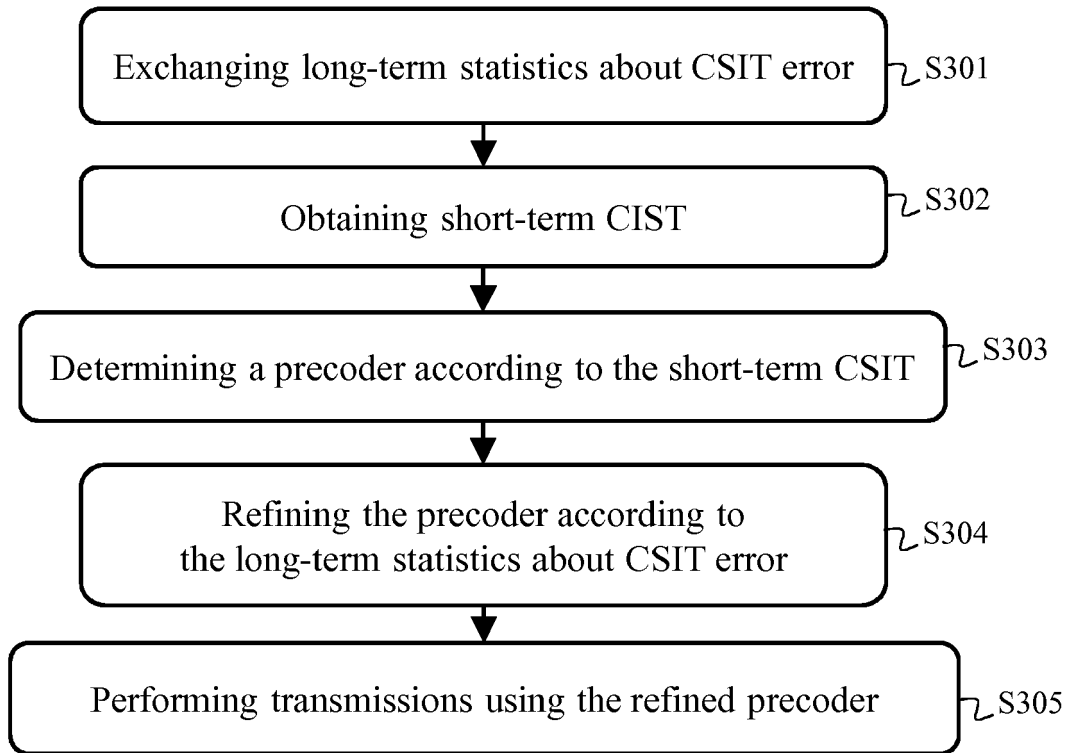 Exchanging long-term statistics about CSIT error
S301
Obtaining short-term CIST
S302
Determining a precoder according to the short-term CSIT
S303
Refining the precoder according to
the long-term statistics about CSIT error
S304
Performing transmissions using the refined precoder
S305